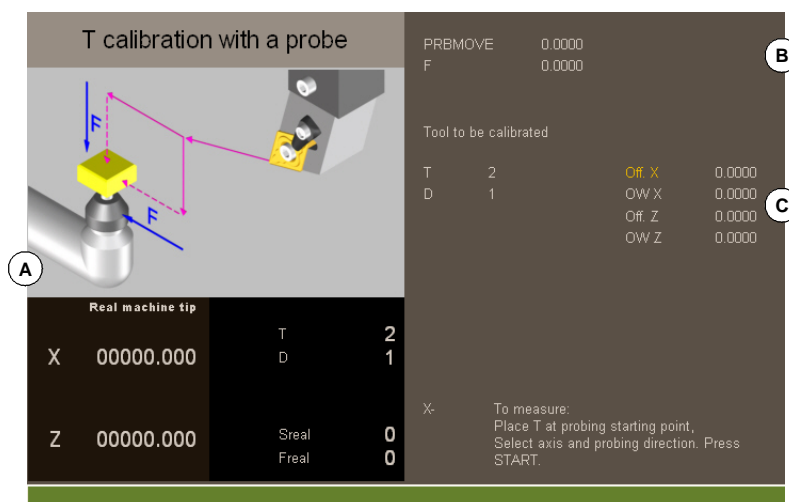 T calibration with a probe
F
F
A
Real machine tip
X 00000.000
Z 00000.000
T 2
D 1
Sreal 0
Freal 0
PRBMOVE 0.0000
F 0.0000
B
Tool to be calibrated
T 2
D 1
Off. X 0.0000
OW X 0.0000
Off. Z 0.0000
OW Z 0.0000
C
X- To measure:
Place T at probing starting point,
Select axis and probing direction. Press
START.